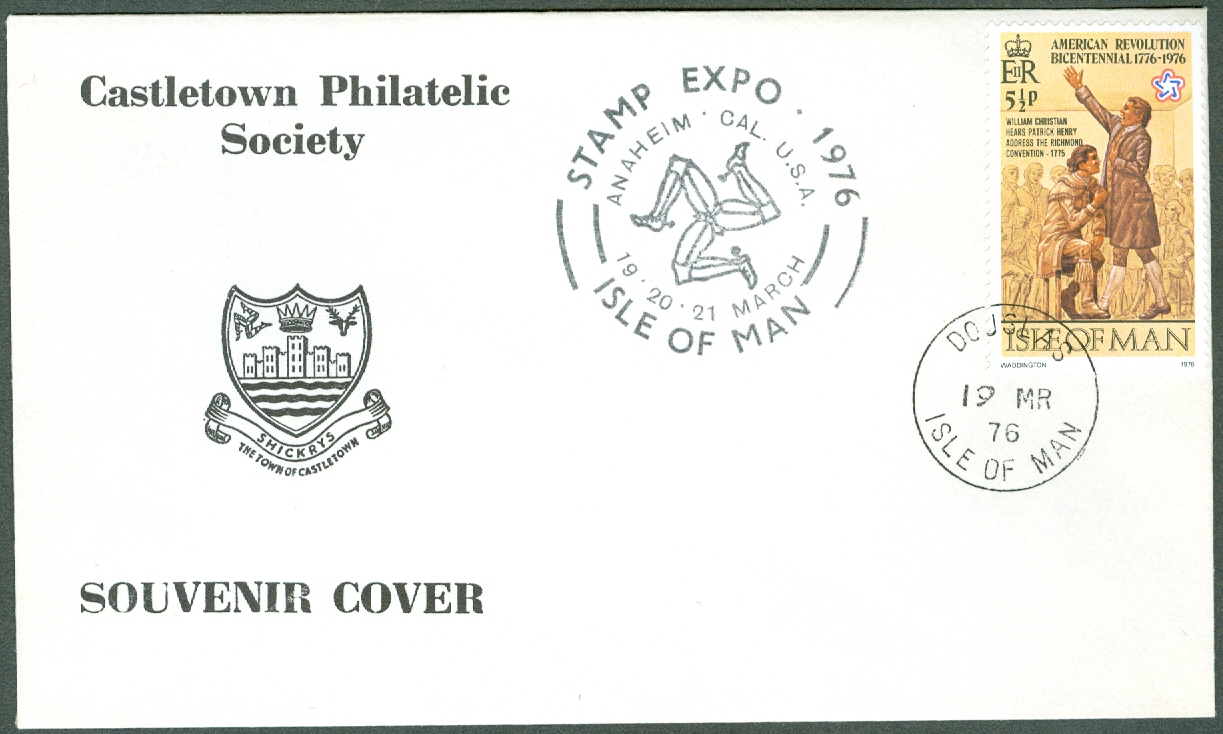 Castletown Philatelic
Society
SHICKRYS
THE TOWN OF CASTLETOWN
SOUVENIR COVER
STAMP EXPO · 1976
ANAHEIM · CAL. U.S.A.
19 · 20 · 21 MARCH
ISLE OF MAN
EIIR
5½P
AMERICAN REVOLUTION
BICENTENNIAL 1776-1976
WILLIAM CHRISTIAN
HEARS PATRICK HENRY
ADDRESS THE RICHMOND
CONVENTION - 1775
ISLE OF MAN
WADDINGTON
1976
DOUGLAS
19 MR
76
ISLE OF MAN